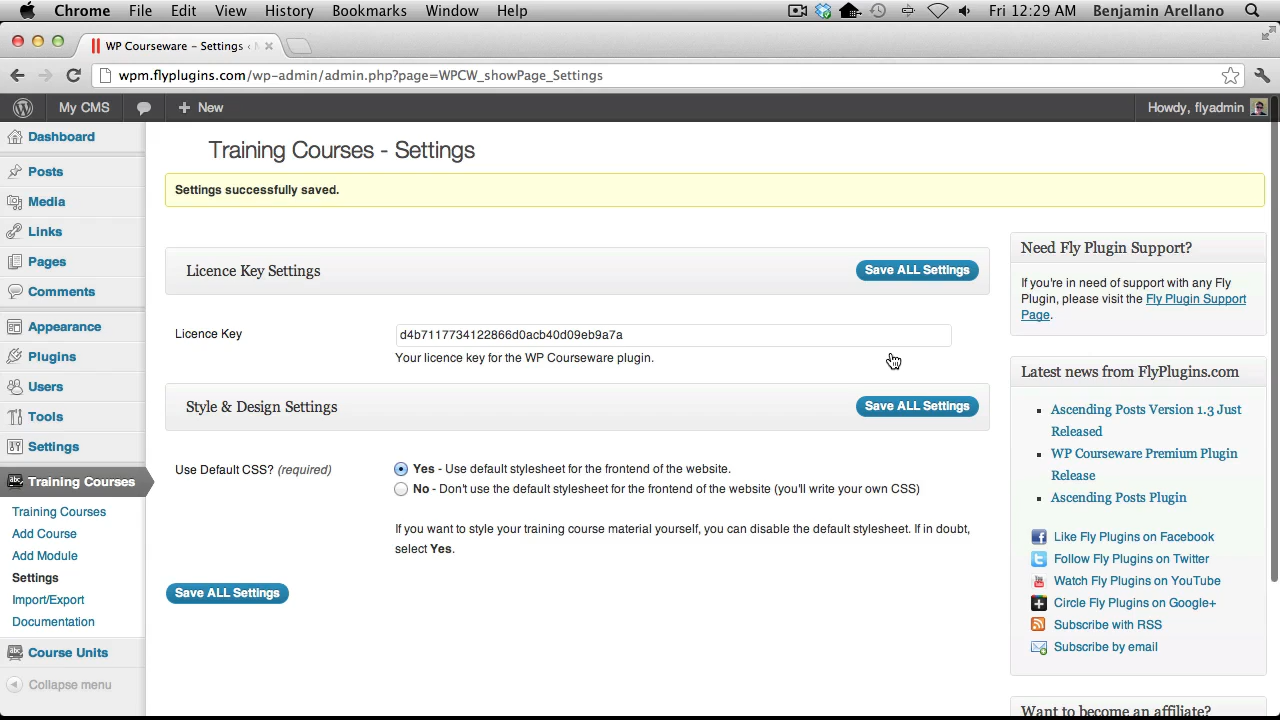 Chrome File Edit View History Bookmarks Window Help Fri 12:29 AM Benjamin Arellano
WP Courseware – Settings ‹
wpm.flyplugins.com/wp-admin/admin.php?page=WPCW_showPage_Settings
My CMS + New Howdy, flyadmin
Dashboard
Posts
Media
Links
Pages
Comments
Appearance
Plugins
Users
Tools
Settings
Training Courses
Training Courses
Add Course
Add Module
Settings
Import/Export
Documentation
Course Units
Collapse menu
Training Courses - Settings
Settings successfully saved.
Licence Key Settings Save ALL Settings
Licence Key d4b7117734122866d0acb40d09eb9a7a
Your licence key for the WP Courseware plugin.
Style & Design Settings Save ALL Settings
Use Default CSS? (required) Yes - Use default stylesheet for the frontend of the website.
No - Don't use the default stylesheet for the frontend of the website (you'll write your own CSS)
If you want to style your training course material yourself, you can disable the default stylesheet. If in doubt,
select Yes.
Save ALL Settings
Need Fly Plugin Support?
If you're in need of support with any Fly
Plugin, please visit the Fly Plugin Support
Page.
Latest news from FlyPlugins.com
Ascending Posts Version 1.3 Just
Released
WP Courseware Premium Plugin
Release
Ascending Posts Plugin
Like Fly Plugins on Facebook
Follow Fly Plugins on Twitter
Watch Fly Plugins on YouTube
Circle Fly Plugins on Google+
Subscribe with RSS
Subscribe by email
Want to become an affiliate?